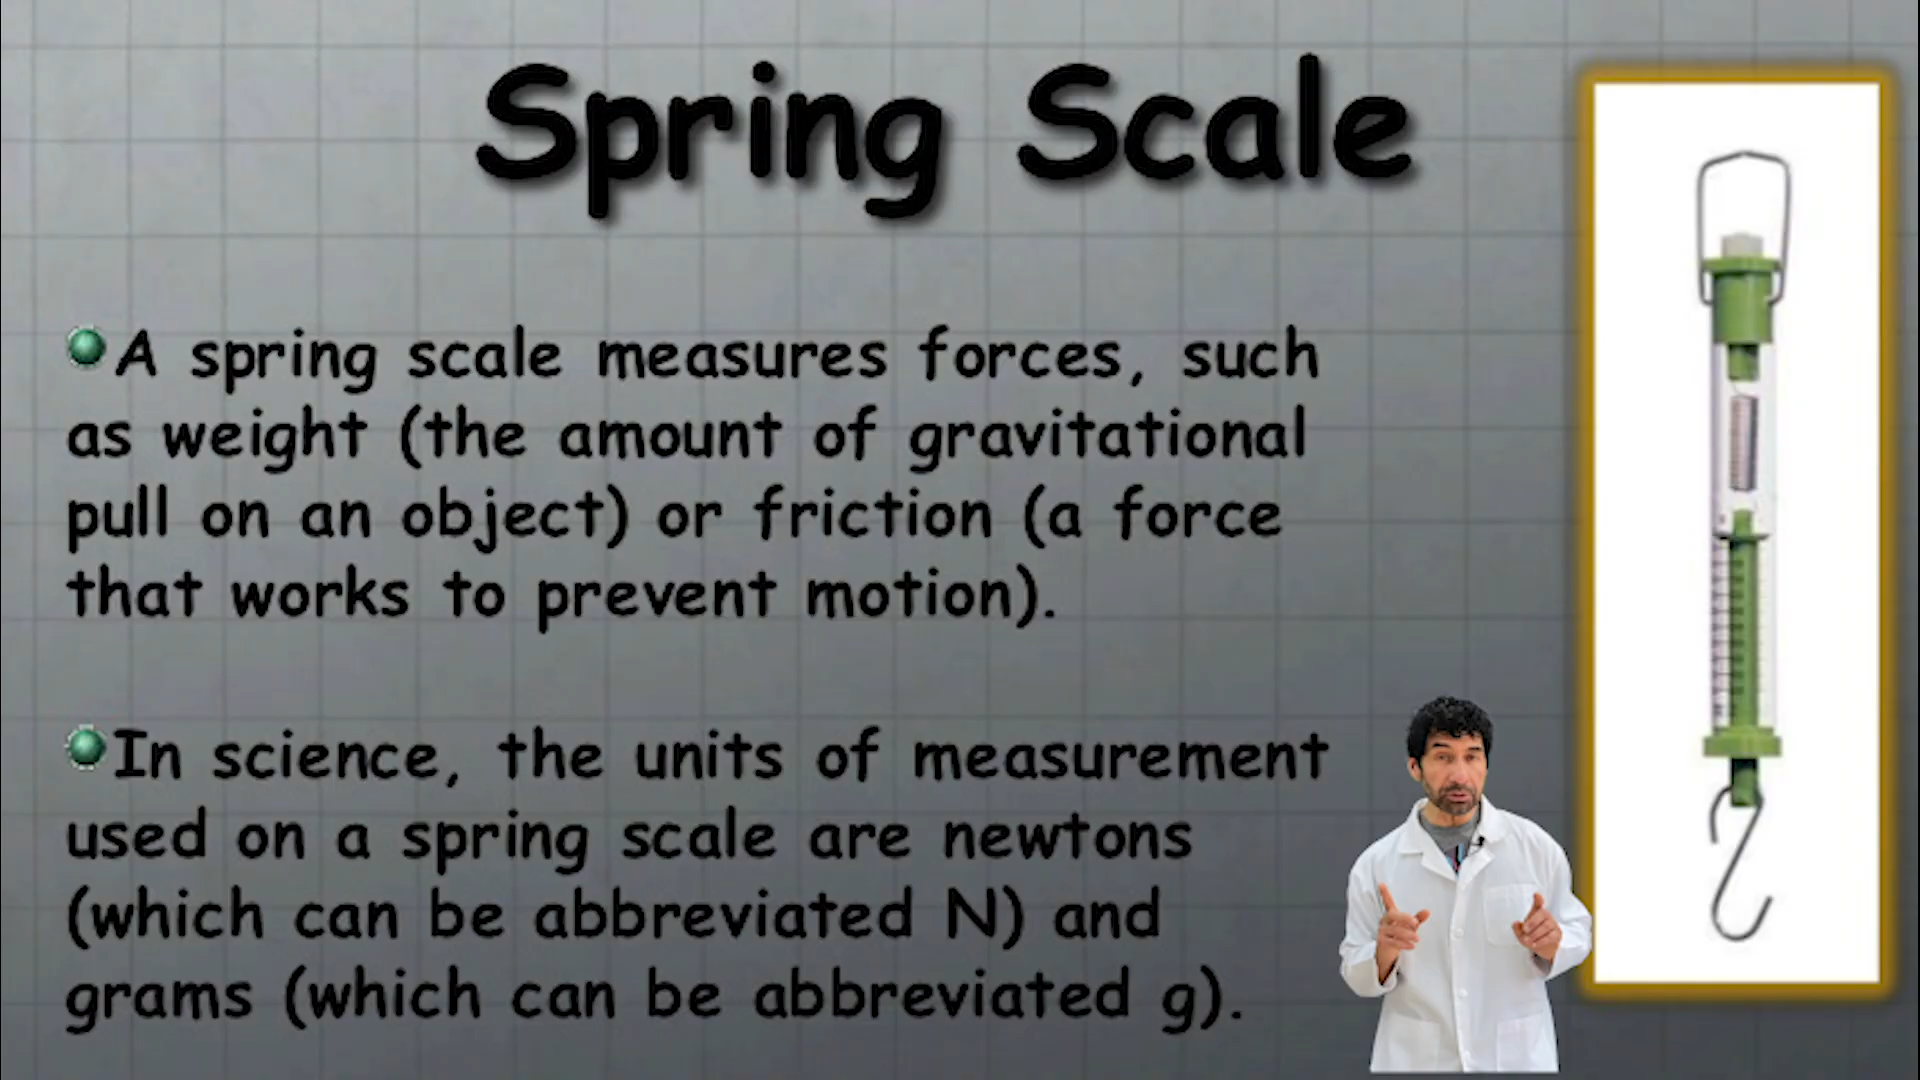 Spring Scale
A spring scale measures forces, such
as weight (the amount of gravitational
pull on an object) or friction (a force
that works to prevent motion).
In science, the units of measurement
used on a spring scale are newtons
(which can be abbreviated N) and
grams (which can be abbreviated g).